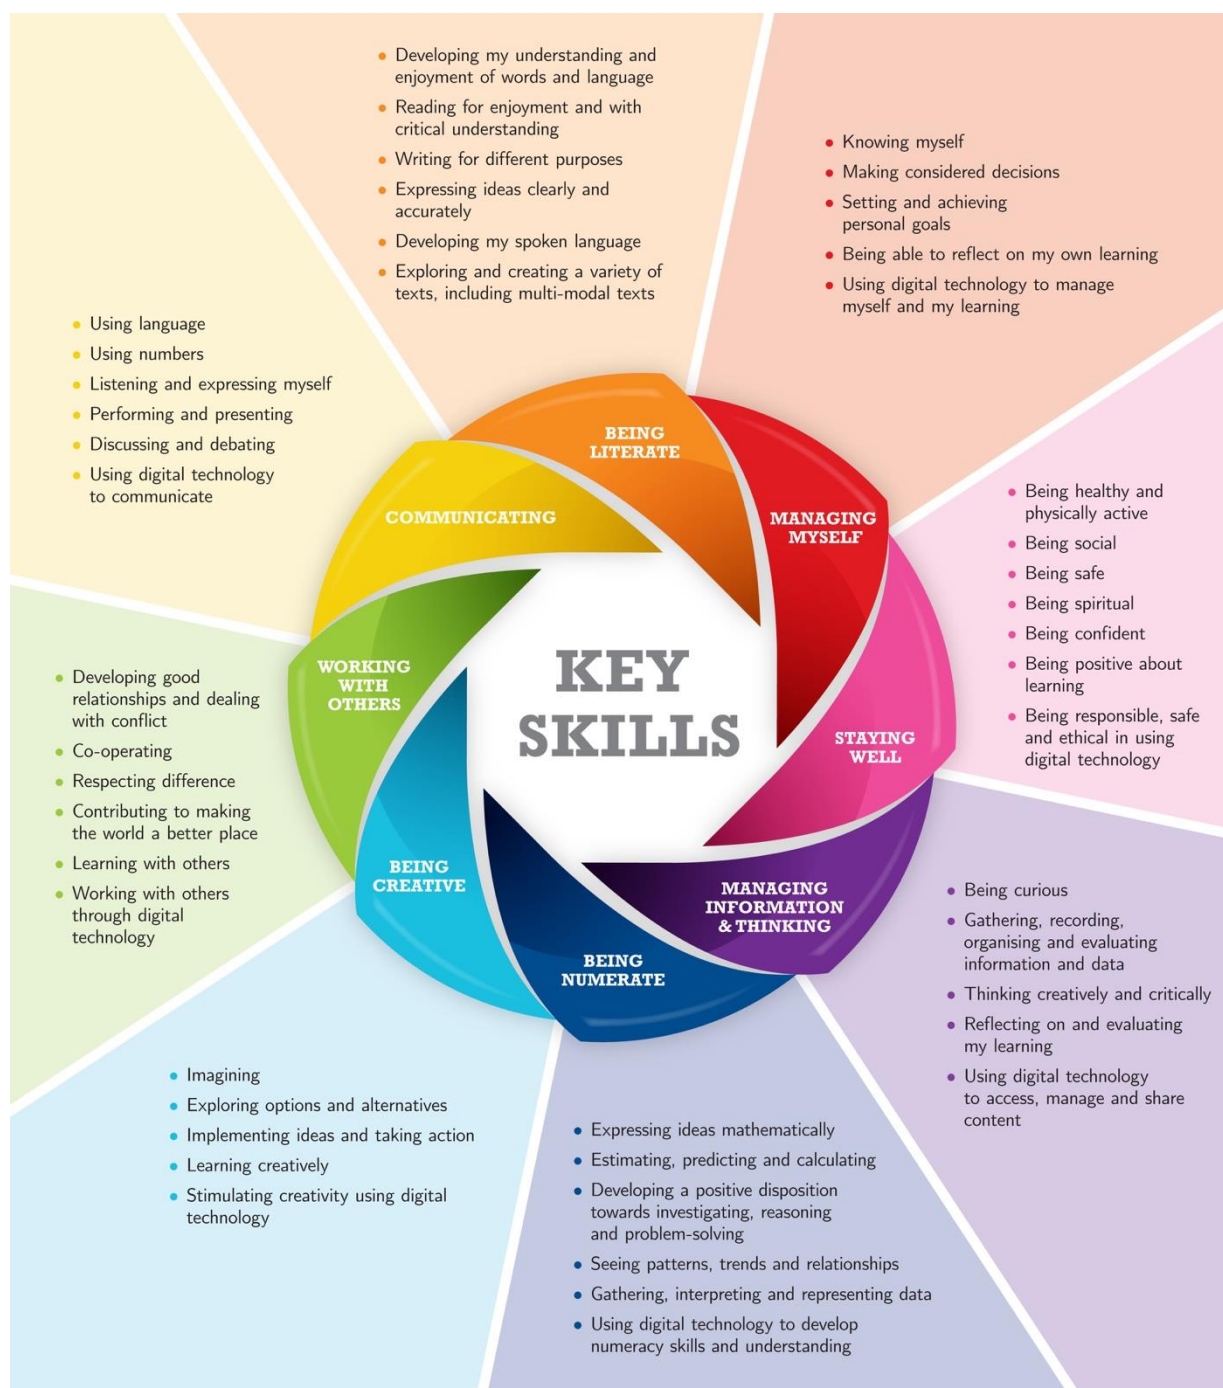 • Developing my understanding and
enjoyment of words and language
• Reading for enjoyment and with
critical understanding
• Writing for different purposes
• Expressing ideas clearly and
accurately
• Developing my spoken language
• Exploring and creating a variety of
texts, including multi-modal texts
• Knowing myself
• Making considered decisions
• Setting and achieving
personal goals
• Being able to reflect on my own learning
• Using digital technology to manage
myself and my learning
• Using language
• Using numbers
• Listening and expressing myself
• Performing and presenting
• Discussing and debating
• Using digital technology
to communicate
• Being healthy and
physically active
• Being social
• Being safe
• Being spiritual
• Being confident
• Being positive about
learning
• Being responsible, safe
and ethical in using
digital technology
BEING
LITERATE
MANAGING
MYSELF
COMMUNICATING
WORKING
WITH
OTHERS
KEY
SKILLS
STAYING
WELL
BEING
CREATIVE
MANAGING
INFORMATION
& THINKING
BEING
NUMERATE
• Developing good
relationships and dealing
with conflict
• Co-operating
• Respecting difference
• Contributing to making
the world a better place
• Learning with others
• Working with others
through digital
technology
• Being curious
• Gathering, recording,
organising and evaluating
information and data
• Thinking creatively and critically
• Reflecting on and evaluating
my learning
• Using digital technology
to access, manage and share
content
• Imagining
• Exploring options and alternatives
• Implementing ideas and taking action
• Learning creatively
• Stimulating creativity using digital
technology
• Expressing ideas mathematically
• Estimating, predicting and calculating
• Developing a positive disposition
towards investigating, reasoning
and problem-solving
• Seeing patterns, trends and relationships
• Gathering, interpreting and representing data
• Using digital technology to develop
numeracy skills and understanding